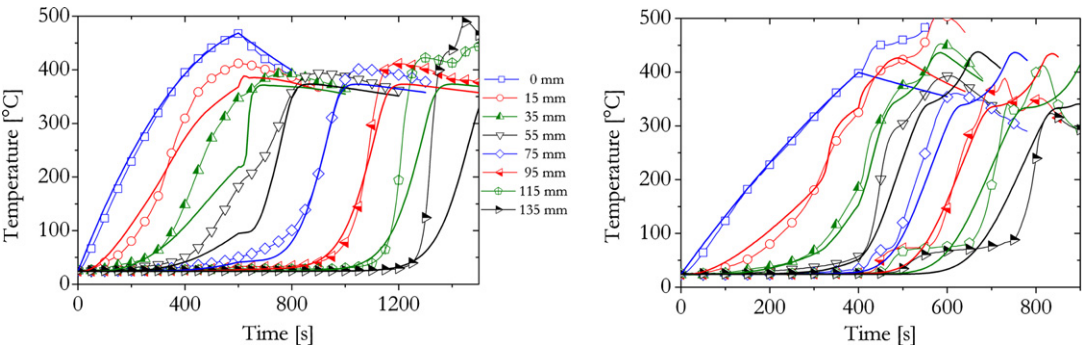 500
400
300
200
100
0
Temperature [°C]
0 400 800 1200
Time [s]
0 mm
15 mm
35 mm
55 mm
75 mm
95 mm
115 mm
135 mm
500
400
300
200
100
0
Temperature [°C]
0 200 400 600 800
Time [s]